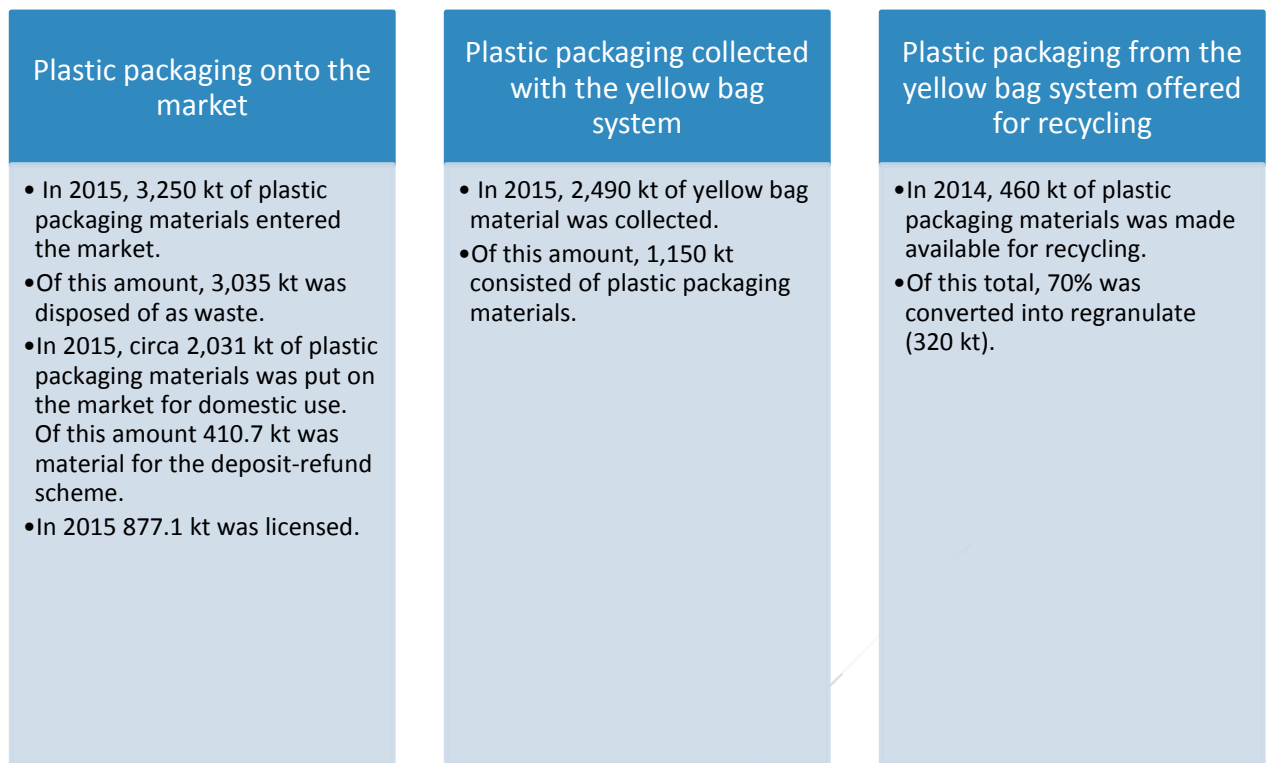 Plastic packaging onto the
market
• In 2015, 3,250 kt of plastic
packaging materials entered
the market.
•Of this amount, 3,035 kt was
disposed of as waste.
•In 2015, circa 2,031 kt of plastic
packaging materials was put on
the market for domestic use.
Of this amount 410.7 kt was
material for the deposit-refund
scheme.
•In 2015 877.1 kt was licensed.
Plastic packaging collected
with the yellow bag
system
• In 2015, 2,490 kt of yellow bag
material was collected.
•Of this amount, 1,150 kt
consisted of plastic packaging
materials.
Plastic packaging from the
yellow bag system offered
for recycling
•In 2014, 460 kt of plastic
packaging materials was made
available for recycling.
•Of this total, 70% was
converted into regranulate
(320 kt).